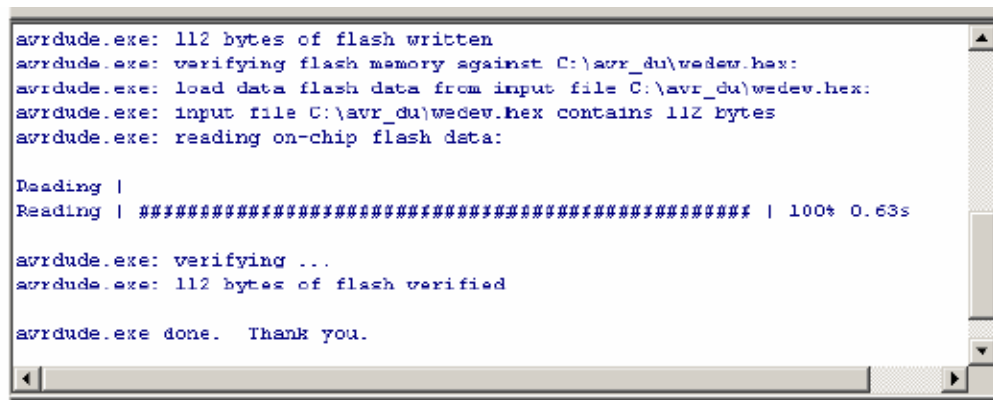 avrdude.exe: 112 bytes of flash written
avrdude.exe: verifying flash memory against C:\avr_du\wedew.hex:
avrdude.exe: load data flash data from input file C:\avr_du\wedew.hex:
avrdude.exe: input file C:\avr_du\wedew.hex contains 112 bytes
avrdude.exe: reading on-chip flash data:
Reading |
Reading | ################################################## | 100% 0.63s
avrdude.exe: verifying ...
avrdude.exe: 112 bytes of flash verified
avrdude.exe done.  Thank you.